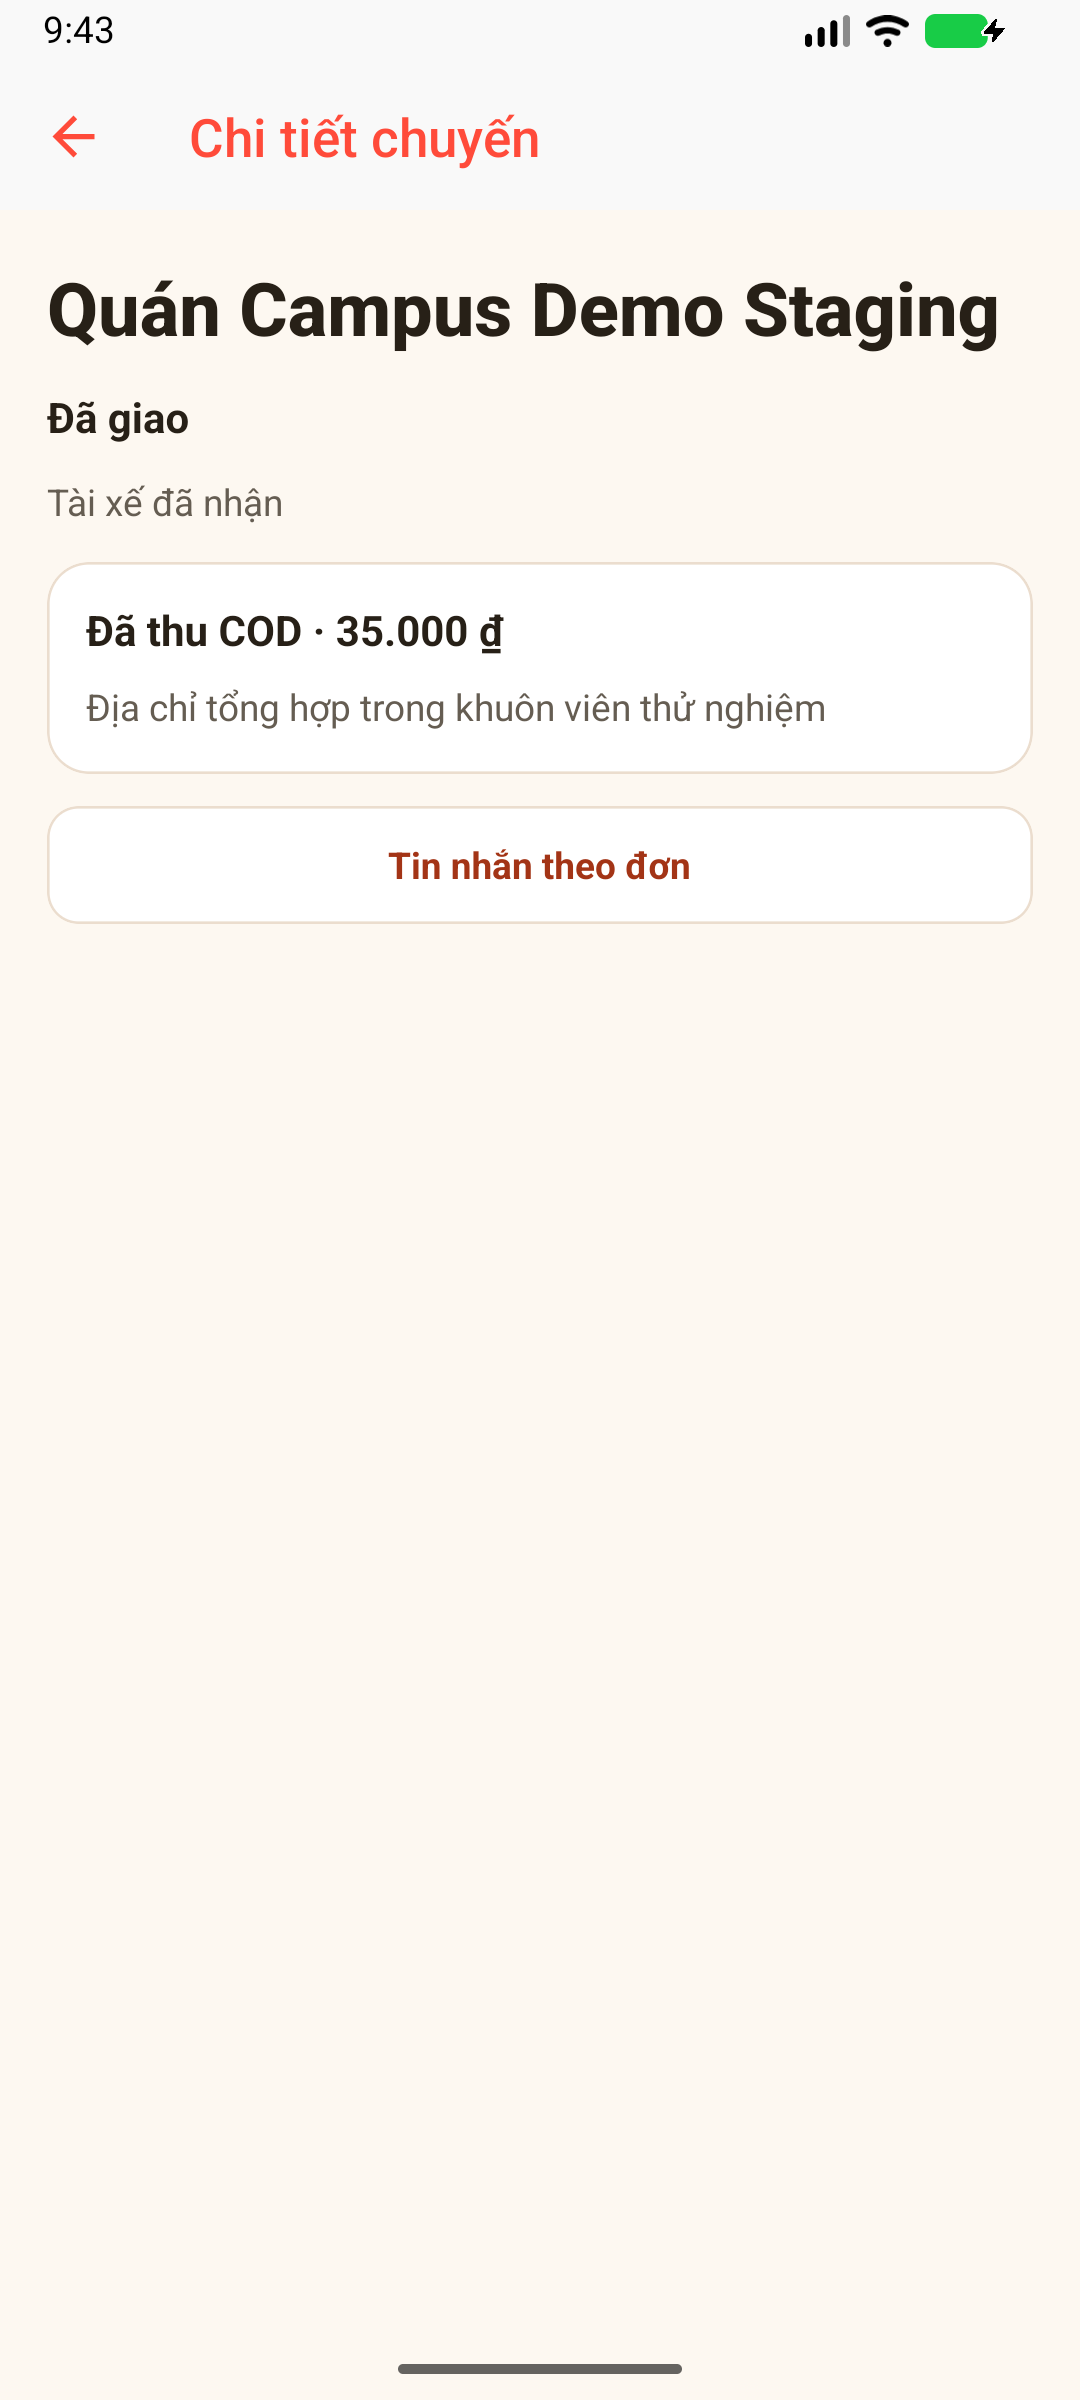 9:43
Chi tiết chuyến
Quán Campus Demo Staging
Đã giao
Tài xế đã nhận
Đã thu COD · 35.000 ₫
Địa chỉ tổng hợp trong khuôn viên thử nghiệm
Tin nhắn theo đơn